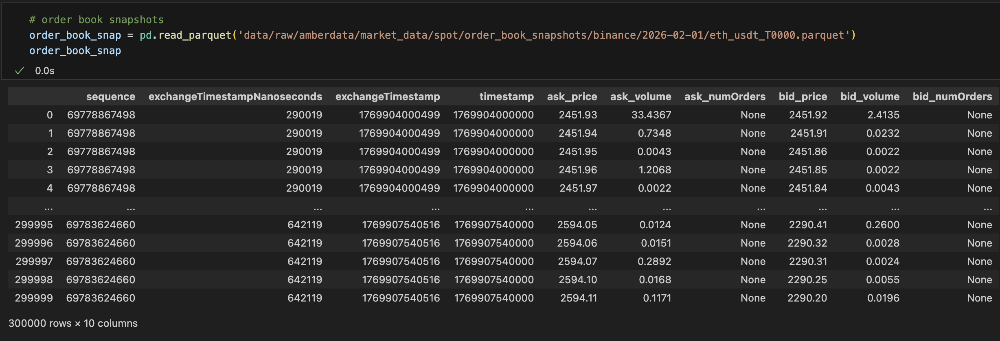 # order book snapshots
order_book_snap = pd.read_parquet('data/raw/amberdata/market_data/spot/order_book_snapshots/binance/2026-02-01/eth_usdt_T0000.parquet')
order_book_snap
✓ 0.0s
sequence exchangeTimestampNanoseconds exchangeTimestamp timestamp ask_price ask_volume ask_numOrders bid_price bid_volume bid_numOrders
0 69778867498 290019 1769904000499 1769904000000 2451.93 33.4367 None 2451.92 2.4135 None
1 69778867498 290019 1769904000499 1769904000000 2451.94 0.7348 None 2451.91 0.0232 None
2 69778867498 290019 1769904000499 1769904000000 2451.95 0.0043 None 2451.86 0.0022 None
3 69778867498 290019 1769904000499 1769904000000 2451.96 1.2068 None 2451.85 0.0022 None
4 69778867498 290019 1769904000499 1769904000000 2451.97 0.0022 None 2451.84 0.0043 None
... ... ... ... ... ... ... ... ... ... ...
299995 69783624660 642119 1769907540516 1769907540000 2594.05 0.0124 None 2290.41 0.2600 None
299996 69783624660 642119 1769907540516 1769907540000 2594.06 0.0151 None 2290.32 0.0028 None
299997 69783624660 642119 1769907540516 1769907540000 2594.07 0.2892 None 2290.31 0.0024 None
299998 69783624660 642119 1769907540516 1769907540000 2594.10 0.0168 None 2290.25 0.0055 None
299999 69783624660 642119 1769907540516 1769907540000 2594.11 0.1171 None 2290.20 0.0196 None
300000 rows × 10 columns